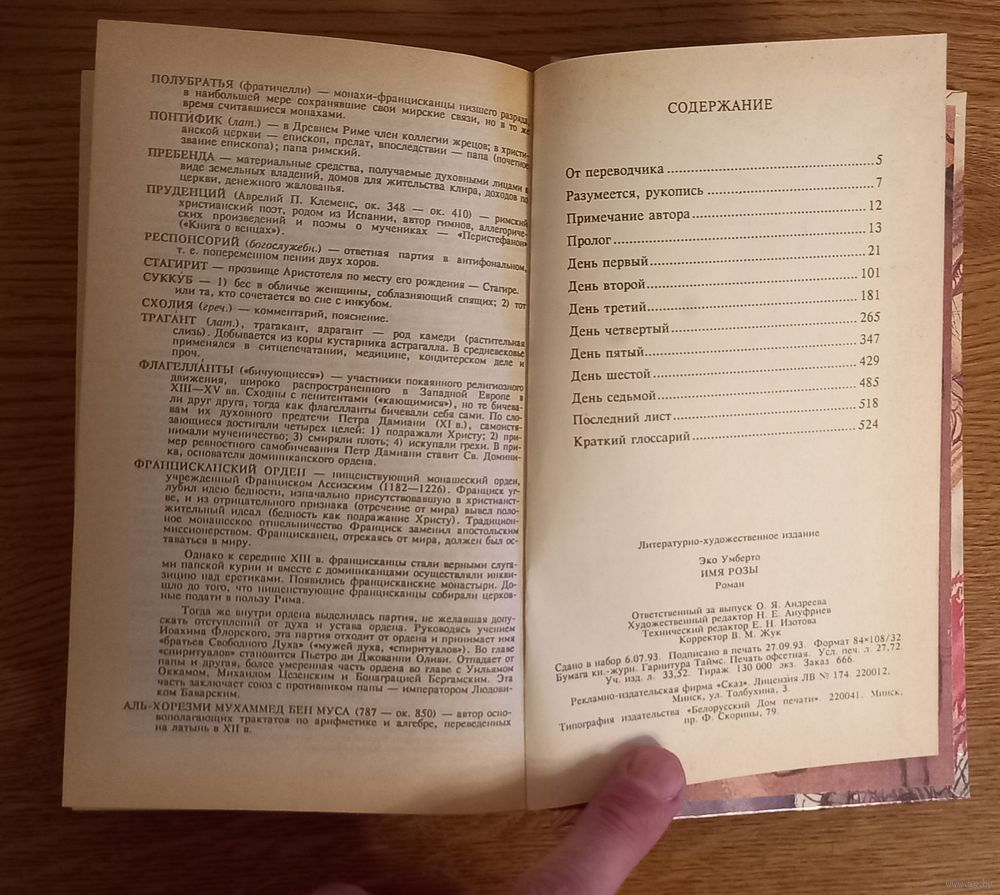 ПОЛУБРАТЬЯ (фратичелли) — монахи-францисканцы низшего разряда,
в наибольшей мере сохранявшие свои мирские связи, но в то же
время считавшиеся монахами.
ПОНТИФИК (лат.) — в Древнем Риме член коллегии жрецов; в христи-
анской церкви — епископ, прелат, впоследствии — папа (почетное
звание епископа); папа римский.
ПРЕБЕНДА — материальные средства, получаемые духовными лицами в
виде земельных владений, домов для жительства клира, доходов по
церкви, денежного жалованья.
ПРУДЕНЦИЙ (Аврелий П. Клеменс, ок. 348 — ок. 410) — римский
христианский поэт, родом из Испании, автор гимнов, аллегориче-
ских произведений и поэмы о мучениках — «Перистефанон»
(«Книга о венцах»).
РЕСПОНСОРИЙ (богослужебн.) — ответная партия в антифональном,
т. е. попеременном пении двух хоров.
СТАГИРИТ — прозвище Аристотеля по месту его рождения — Стагире.
СУККУБ — 1) бес в обличье женщины, соблазняющий спящих; 2) тот
или та, кто сочетается во сне с инкубом.
СХОЛИЯ (греч.) — комментарий, пояснение.
ТРАГАНТ (лат.), трагакант, адрагант — род камеди (растительная
слизь). Добывается из коры кустарника астрагалла. В средневековье
применялся в ситцепечатании, медицине, кондитерском деле и
проч.
ФЛАГЕЛЛАНТЫ («бичующиеся») — участники покаянного религиозного
движения, широко распространенного в Западной Европе в
XIII—XV вв. Сходны с пенитентами («кающимися»), но те бичева-
ли друг друга, тогда как флагелланты бичевали себя сами. По сло-
вам их духовного предтечи Петра Дамиани (XI в.), самоистя-
зающиеся достигали четырех целей: 1) подражали Христу; 2) при-
нимали мученичество; 3) смиряли плоть; 4) искупали грехи. В при-
мер ревностного самобичевания Петр Дамиани ставит Св. Домини-
ка, основателя доминиканского ордена.
ФРАНЦИСКАНСКИЙ ОРДЕН — нищенствующий монашеский орден,
учрежденный Франциском Ассизским (1182—1226). Франциск уг-
лубил идею бедности, изначально присутствовавшую в христианст-
ве, и из отрицательного признака (отречение от мира) вывел поло-
жительный идеал (бедность как подражание Христу). Традицион-
ное монашеское отшельничество Франциск заменил апостольским
миссионерством. Францисканец, отрекаясь от мира, должен был ос-
таваться в миру.
Однако к середине XIII в. францисканцы стали верными слуга-
ми папской курии и вместе с доминиканцами осуществляли инкви-
зицию над еретиками. Появились францисканские монастыри. До-
шло до того, что нищенствующие францисканцы собирали церков-
ные подати в пользу Рима.
Тогда же внутри ордена выделилась партия, не желавшая допу-
скать отступлений от духа и устава ордена. Руководясь учением
Иоахима Флорского, эта партия отходит от ордена и принимает имя
«братьев Свободного Духа» («мужей духа, «спиритуалов»). Во главе
«спиритуалов» становится Пьетро ди Джованни Оливи. Отпадает от
папы и другая, более умеренная часть ордена во главе с Уильямом
Оккамом, Михаилом Цезенским и Бонаграцией Бергамским. Эта
часть заключает союз с противником папы — императором Людови-
ком Баварским.
АЛЬ-ХОРЕЗМИ МУХАММЕД БЕН МУСА (787 — ок. 850) — автор осно-
вополагающих трактатов по арифметике и алгебре, переведенных
на латынь в XII в.
СОДЕРЖАНИЕ
От переводчика 5
Разумеется, рукопись 7
Примечание автора 12
Пролог 13
День первый 21
День второй 101
День третий 181
День четвертый 265
День пятый 347
День шестой 429
День седьмой 485
Последний лист 518
Краткий глоссарий 524
Литературно-художественное издание
Эко Умберто
ИМЯ РОЗЫ
Роман
Ответственный за выпуск О. Я. Андреева
Художественный редактор Н. Е. Ануфриев
Технический редактор Е. Н. Изотова
Корректор В. М. Жук
Сдано в набор 6.07.93. Подписано в печать 27.09.93. Формат 84×108/32.
Бумага кн.-журн. Гарнитура Таймс. Печать офсетная. Усл. печ. л. 27,72.
Уч. изд. л. 33,52. Тираж 130 000 экз. Заказ 666.
Рекламно-издательская фирма «Сказ». Лицензия ЛВ № 174. 220012,
Минск, ул. Толбухина, 3.
Типография издательства «Белорусский Дом печати». 220041. Минск,
пр. Ф. Скорины, 79.